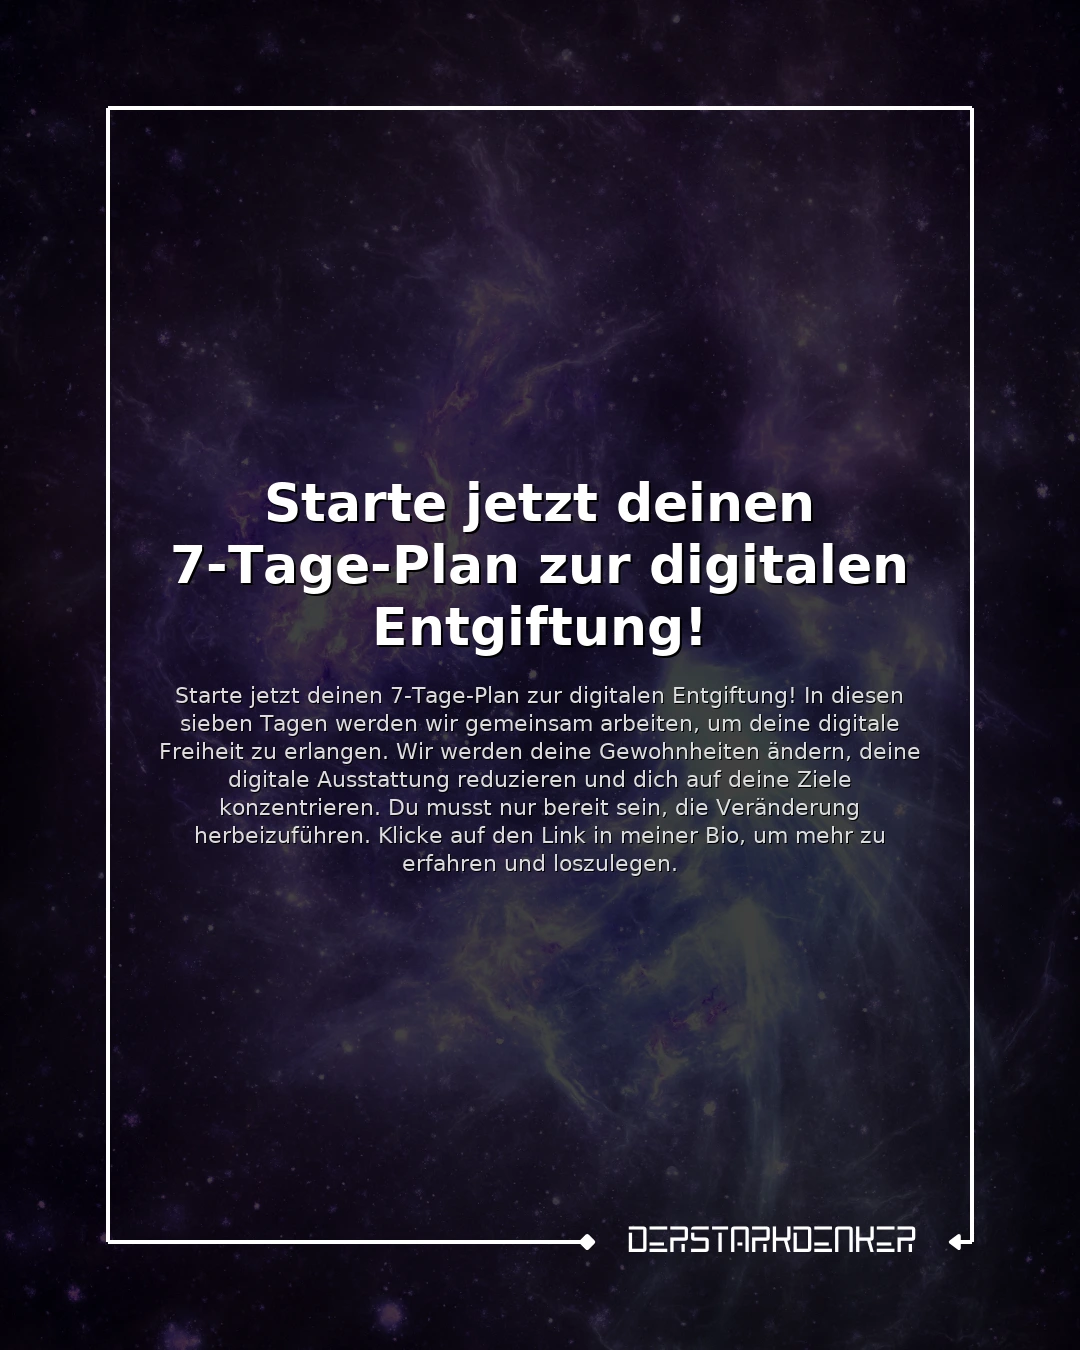 Starte jetzt deinen
7-Tage-Plan zur digitalen
Entgiftung!
Starte jetzt deinen 7-Tage-Plan zur digitalen Entgiftung! In diesen
sieben Tagen werden wir gemeinsam arbeiten, um deine digitale
Freiheit zu erlangen. Wir werden deine Gewohnheiten ändern, deine
digitale Ausstattung reduzieren und dich auf deine Ziele
konzentrieren. Du musst nur bereit sein, die Veränderung
herbeizuführen. Klicke auf den Link in meiner Bio, um mehr zu
erfahren und loszulegen.
DERSTARKDENKER